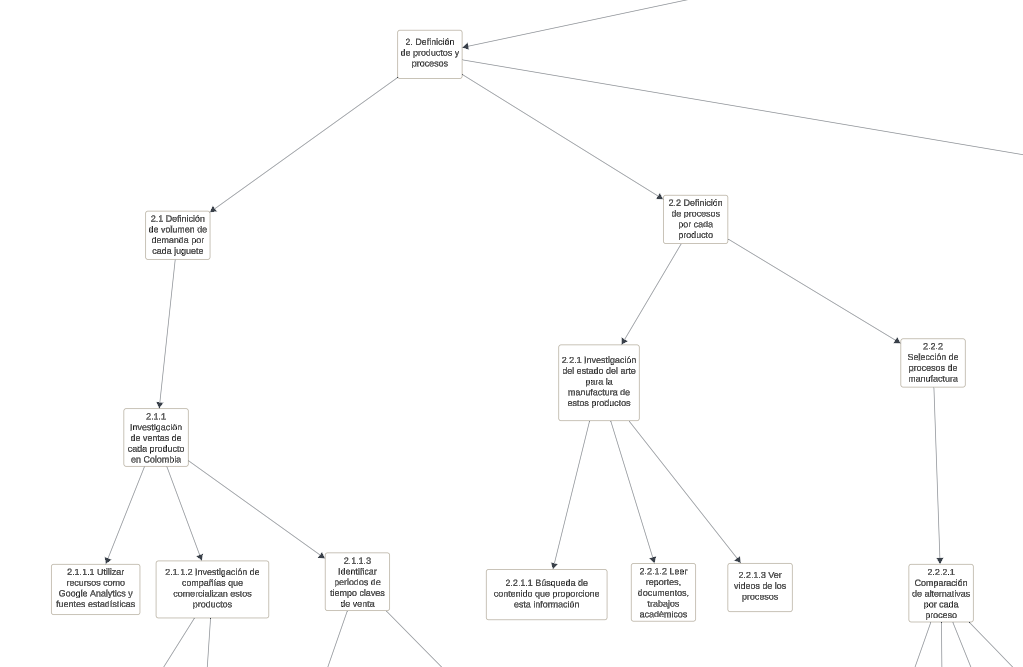 2. Definición
de productos y
procesos
2.1 Definición
de volumen de
demanda por
cada juguete
2.2 Definición
de procesos
por cada
producto
2.2.1 Investigación
del estado del arte
para la
manufactura de
estos productos
2.2.2
Selección de
procesos de
manufactura
2.1.1
Investigación
de ventas de
cada producto
en Colombia
2.1.1.1 Utilizar
recursos como
Google Analytics y
fuentes estadísticas
2.1.1.2 Investigación de
compañías que
comercializan estos
productos
2.1.1.3
Identificar
periodos de
tiempo claves
de venta
2.2.1.1 Búsqueda de
contenido que proporcione
esta información
2.2.1.2 Leer
reportes,
documentos,
trabajos
académicos
2.2.1.3 Ver
videos de los
procesos
2.2.2.1
Comparación
de alternativas
por cada
proceso